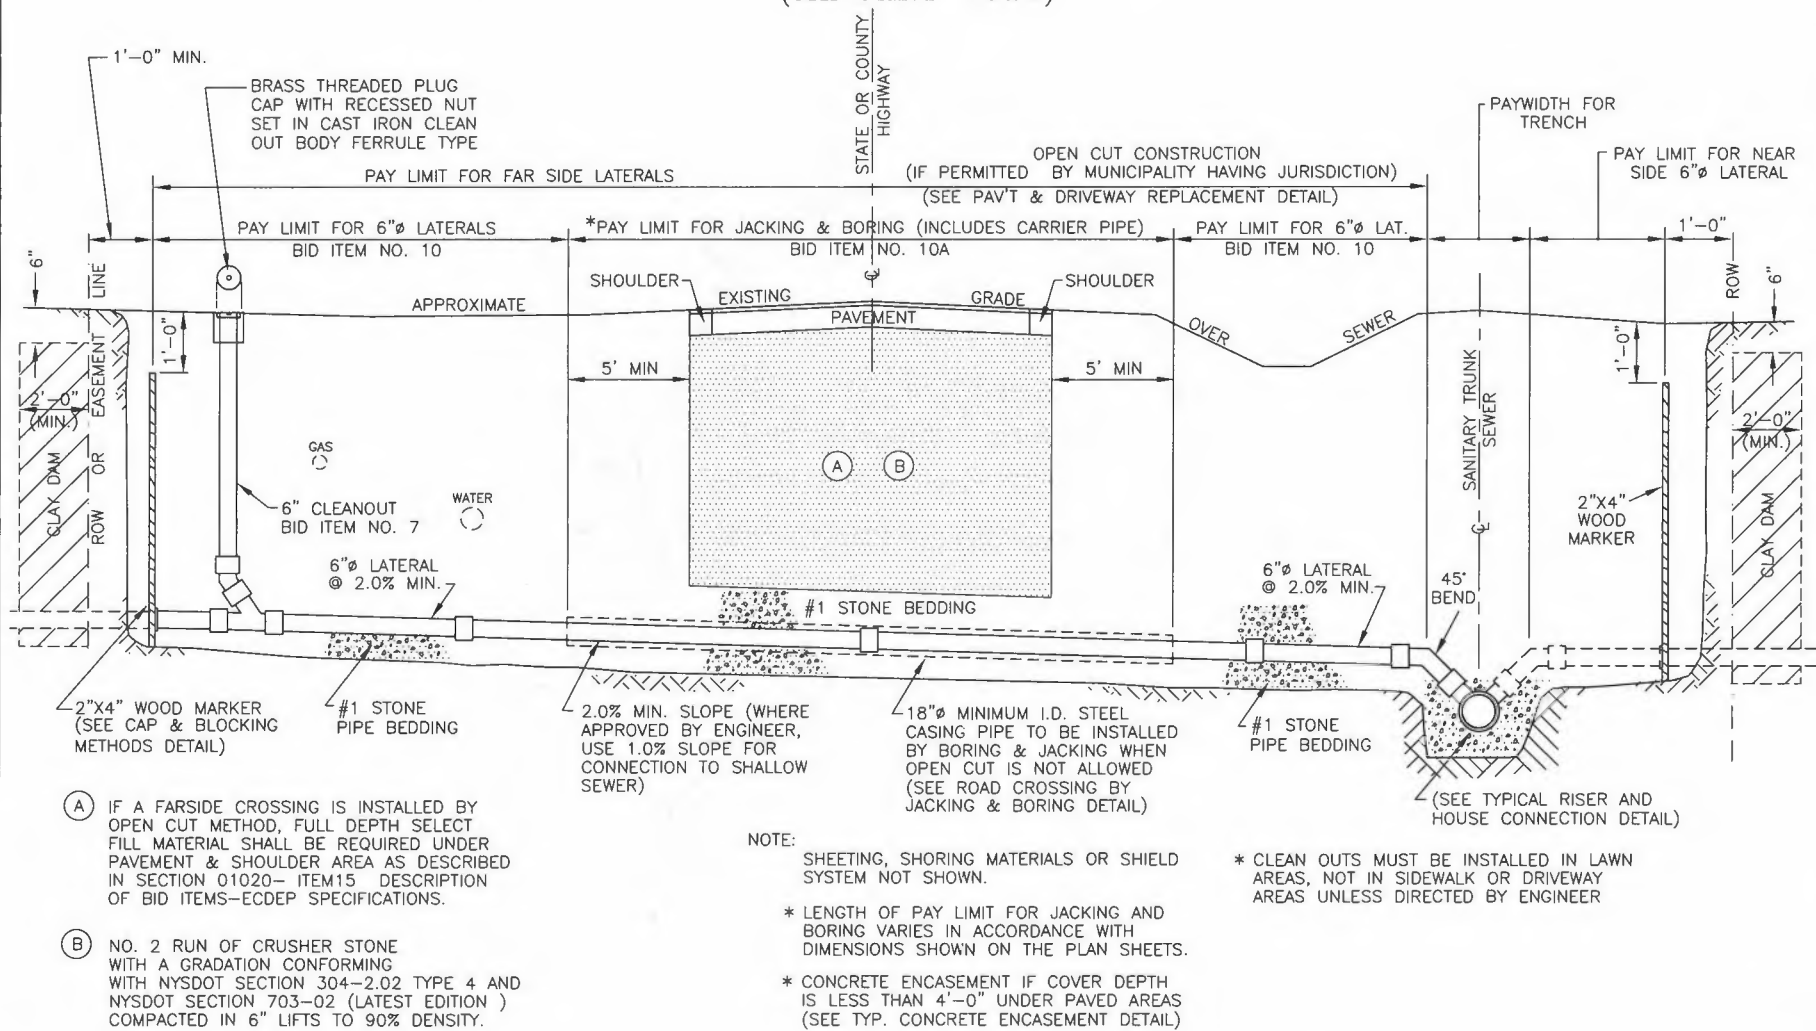 STATE OR COUNTY
HIGHWAY
1'-0" MIN.
BRASS THREADED PLUG
CAP WITH RECESSED NUT
SET IN CAST IRON CLEAN
OUT BODY FERRULE TYPE
PAYWIDTH FOR
TRENCH
PAY LIMIT FOR NEAR
SIDE 6"ø LATERAL
PAY LIMIT FOR FAR SIDE LATERALS
OPEN CUT CONSTRUCTION
(IF PERMITTED BY MUNICIPALITY HAVING JURISDICTION)
(SEE PAV'T & DRIVEWAY REPLACEMENT DETAIL)
PAY LIMIT FOR 6"ø LATERALS
BID ITEM NO. 10
*PAY LIMIT FOR JACKING & BORING (INCLUDES CARRIER PIPE)
BID ITEM NO. 10A
PAY LIMIT FOR 6"ø LAT.
BID ITEM NO. 10
1'-0"
6"
ROW OR EASEMENT LINE
SHOULDER
℄
SHOULDER
ROW
6"
APPROXIMATE
EXISTING
GRADE
OVER
SEWER
PAVEMENT
1'-0"
1'-0"
5' MIN
5' MIN
2'-0"
(MIN.)
CLAY DAM
GAS
WATER
6" CLEANOUT
BID ITEM NO. 7
A
B
℄
SANITARY TRUNK
SEWER
2"X4"
WOOD
MARKER
2'-0"
(MIN.)
CLAY DAM
6"ø LATERAL
@ 2.0% MIN.
#1 STONE BEDDING
6"ø LATERAL
@ 2.0% MIN.
45°
BEND
2"X4" WOOD MARKER
(SEE CAP & BLOCKING
METHODS DETAIL)
#1 STONE
PIPE BEDDING
2.0% MIN. SLOPE (WHERE
APPROVED BY ENGINEER,
USE 1.0% SLOPE FOR
CONNECTION TO SHALLOW
SEWER)
18"ø MINIMUM I.D. STEEL
CASING PIPE TO BE INSTALLED
BY BORING & JACKING WHEN
OPEN CUT IS NOT ALLOWED
(SEE ROAD CROSSING BY
JACKING & BORING DETAIL)
#1 STONE
PIPE BEDDING
(SEE TYPICAL RISER AND
HOUSE CONNECTION DETAIL)
A IF A FARSIDE CROSSING IS INSTALLED BY
OPEN CUT METHOD, FULL DEPTH SELECT
FILL MATERIAL SHALL BE REQUIRED UNDER
PAVEMENT & SHOULDER AREA AS DESCRIBED
IN SECTION 01020- ITEM15 DESCRIPTION
OF BID ITEMS-ECDEP SPECIFICATIONS.
B NO. 2 RUN OF CRUSHER STONE
WITH A GRADATION CONFORMING
WITH NYSDOT SECTION 304-2.02 TYPE 4 AND
NYSDOT SECTION 703-02 (LATEST EDITION )
COMPACTED IN 6" LIFTS TO 90% DENSITY.
NOTE:
SHEETING, SHORING MATERIALS OR SHIELD
SYSTEM NOT SHOWN.
* LENGTH OF PAY LIMIT FOR JACKING AND
BORING VARIES IN ACCORDANCE WITH
DIMENSIONS SHOWN ON THE PLAN SHEETS.
* CONCRETE ENCASEMENT IF COVER DEPTH
IS LESS THAN 4'-0" UNDER PAVED AREAS
(SEE TYP. CONCRETE ENCASEMENT DETAIL)
* CLEAN OUTS MUST BE INSTALLED IN LAWN
AREAS, NOT IN SIDEWALK OR DRIVEWAY
AREAS UNLESS DIRECTED BY ENGINEER